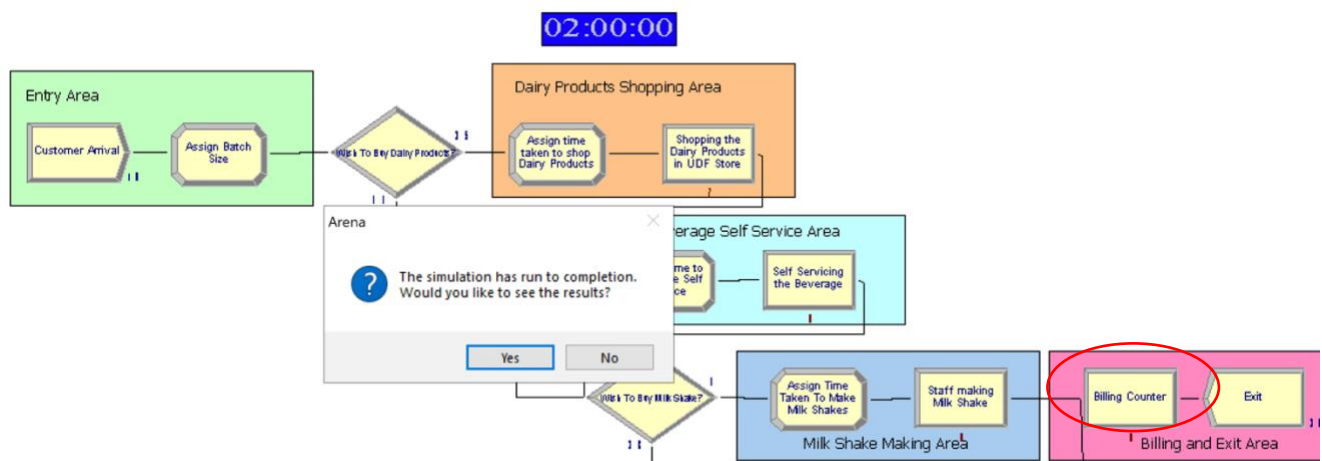 02:00:00
Entry Area
Customer Arrival
Assign Batch
Size
Wish To Buy Dairy Products?
Dairy Products Shopping Area
Assign time
taken to shop
Dairy Products
Shopping the
Dairy Products
in UDF Store
Arena
The simulation has run to completion.
Would you like to see the results?
Yes
No
erage Self Service Area
me to
e Self
ce
Self Servicing
the Beverage
Wish To Buy Milk Shake?
Assign Time
Taken To Make
Milk Shakes
Staff making
Milk Shake
Milk Shake Making Area
Billing Counter
Exit
Billing and Exit Area